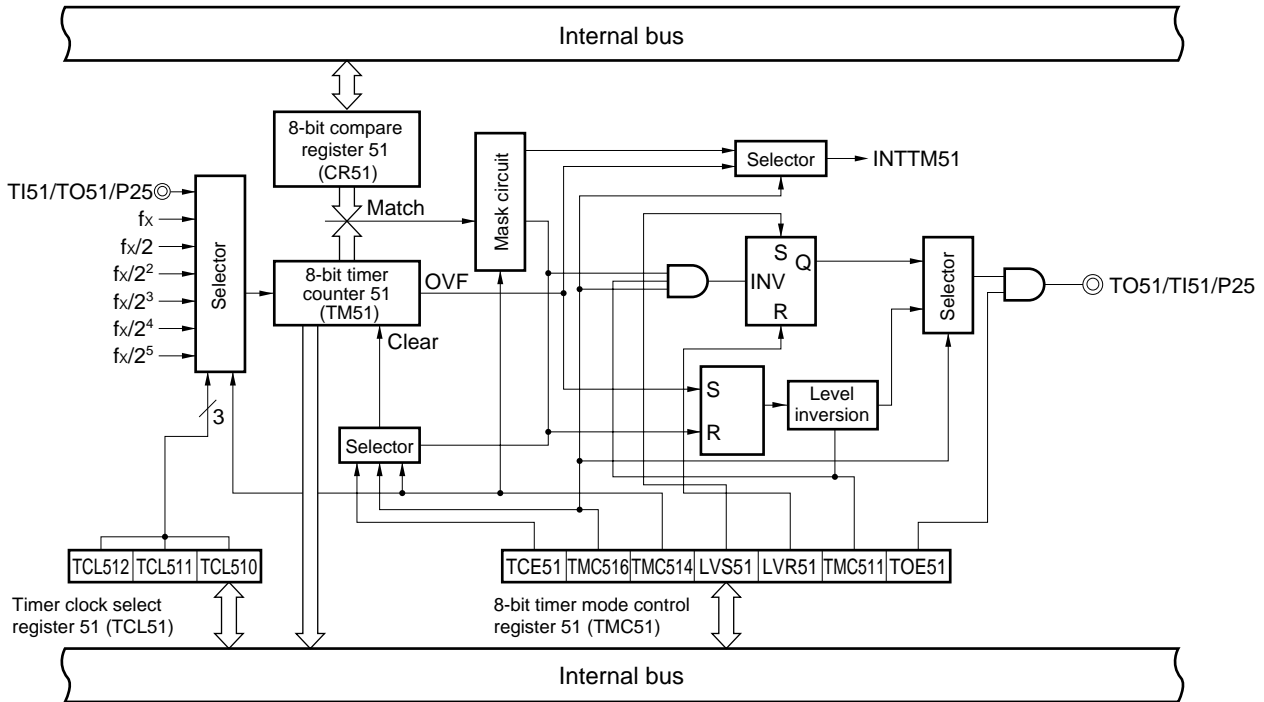 Internal bus
8-bit compare
register 51
(CR51)
Match
Mask circuit
Selector
INTTM51
TI51/TO51/P25
fx
fx/2
fx/2²
fx/2³
fx/2⁴
fx/2⁵
Selector
8-bit timer
counter 51
(TM51)
OVF
Clear
S
Q
INV
R
Selector
TO51/TI51/P25
S
R
Level
inversion
3
Selector
TCL512 TCL511 TCL510
TCE51 TMC516 TMC514 LVS51 LVR51 TMC511 TOE51
Timer clock select
register 51 (TCL51)
8-bit timer mode control
register 51 (TMC51)
Internal bus